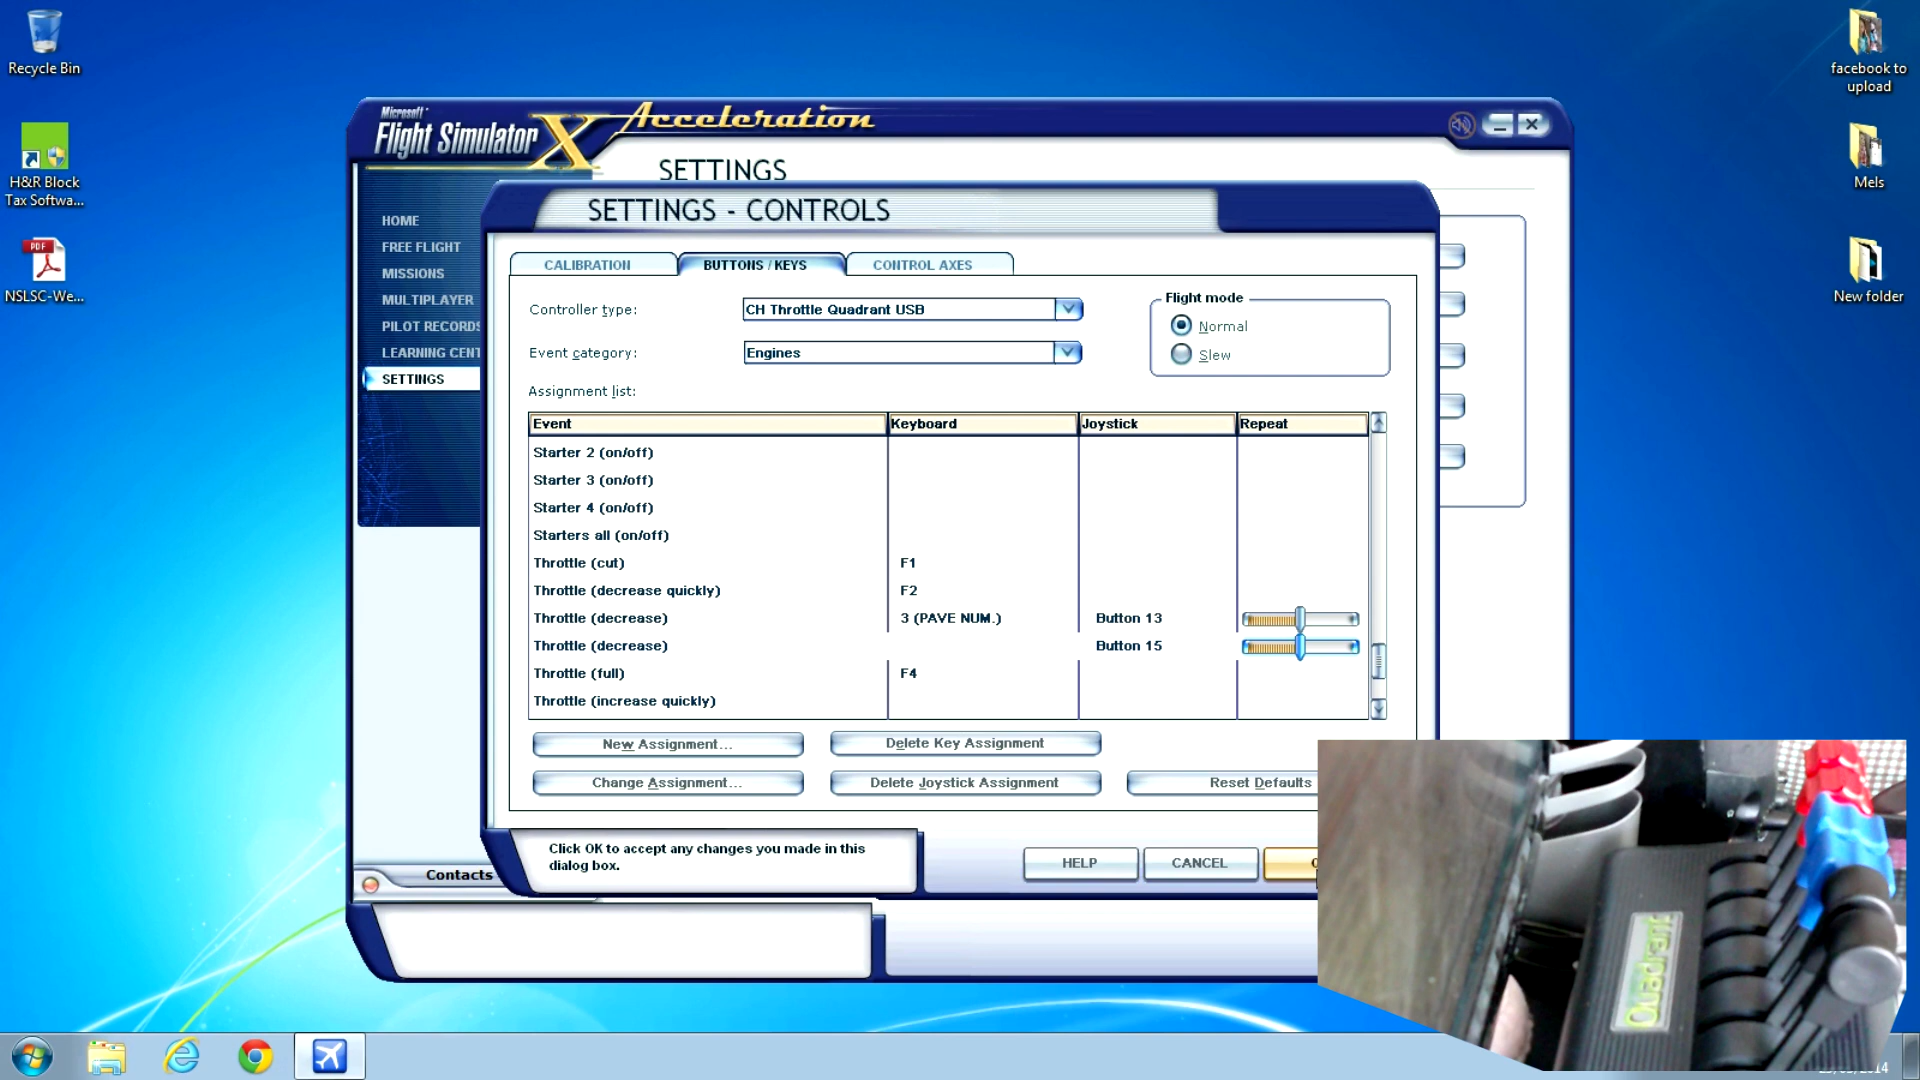 Recycle Bin
H&R Block
Tax Softwa...
PDF
NSLSC-We...
facebook to
upload
Mels
New folder
Microsoft
Flight Simulator X Acceleration
SETTINGS
HOME
FREE FLIGHT
MISSIONS
MULTIPLAYER
PILOT RECORDS
LEARNING CENT
SETTINGS
SETTINGS - CONTROLS
CALIBRATION
BUTTONS / KEYS
CONTROL AXES
Controller type:
CH Throttle Quadrant USB
Event category:
Engines
Flight mode
Normal
Slew
Assignment list:
Event Keyboard Joystick Repeat
Starter 2 (on/off)
Starter 3 (on/off)
Starter 4 (on/off)
Starters all (on/off)
Throttle (cut) F1
Throttle (decrease quickly) F2
Throttle (decrease) 3 (PAVE NUM.) Button 13
Throttle (decrease) Button 15
Throttle (full) F4
Throttle (increase quickly)
New Assignment...
Delete Key Assignment
Change Assignment...
Delete Joystick Assignment
Reset Defaults
Click OK to accept any changes you made in this
dialog box.
HELP
CANCEL
Contacts
Quadrant